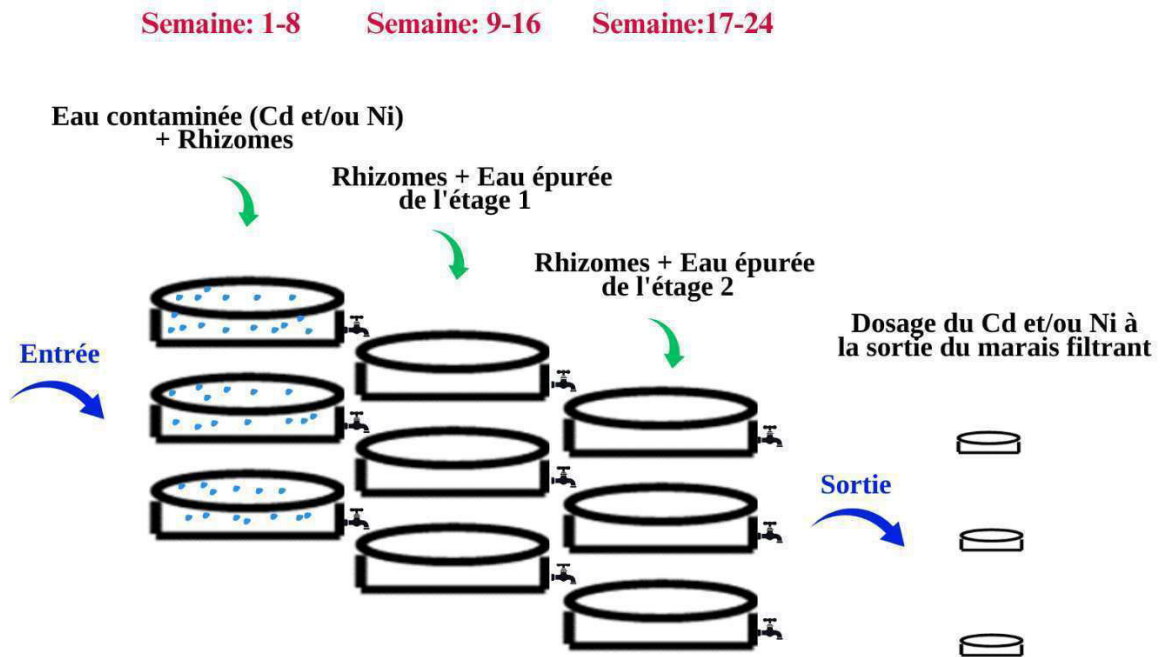 Semaine: 1-8
Semaine: 9-16
Semaine:17-24
Eau contaminée (Cd et/ou Ni)
+ Rhizomes
Rhizomes + Eau épurée
de l'étage 1
Rhizomes + Eau épurée
de l'étage 2
Dosage du Cd et/ou Ni à
la sortie du marais filtrant
Entrée
Sortie